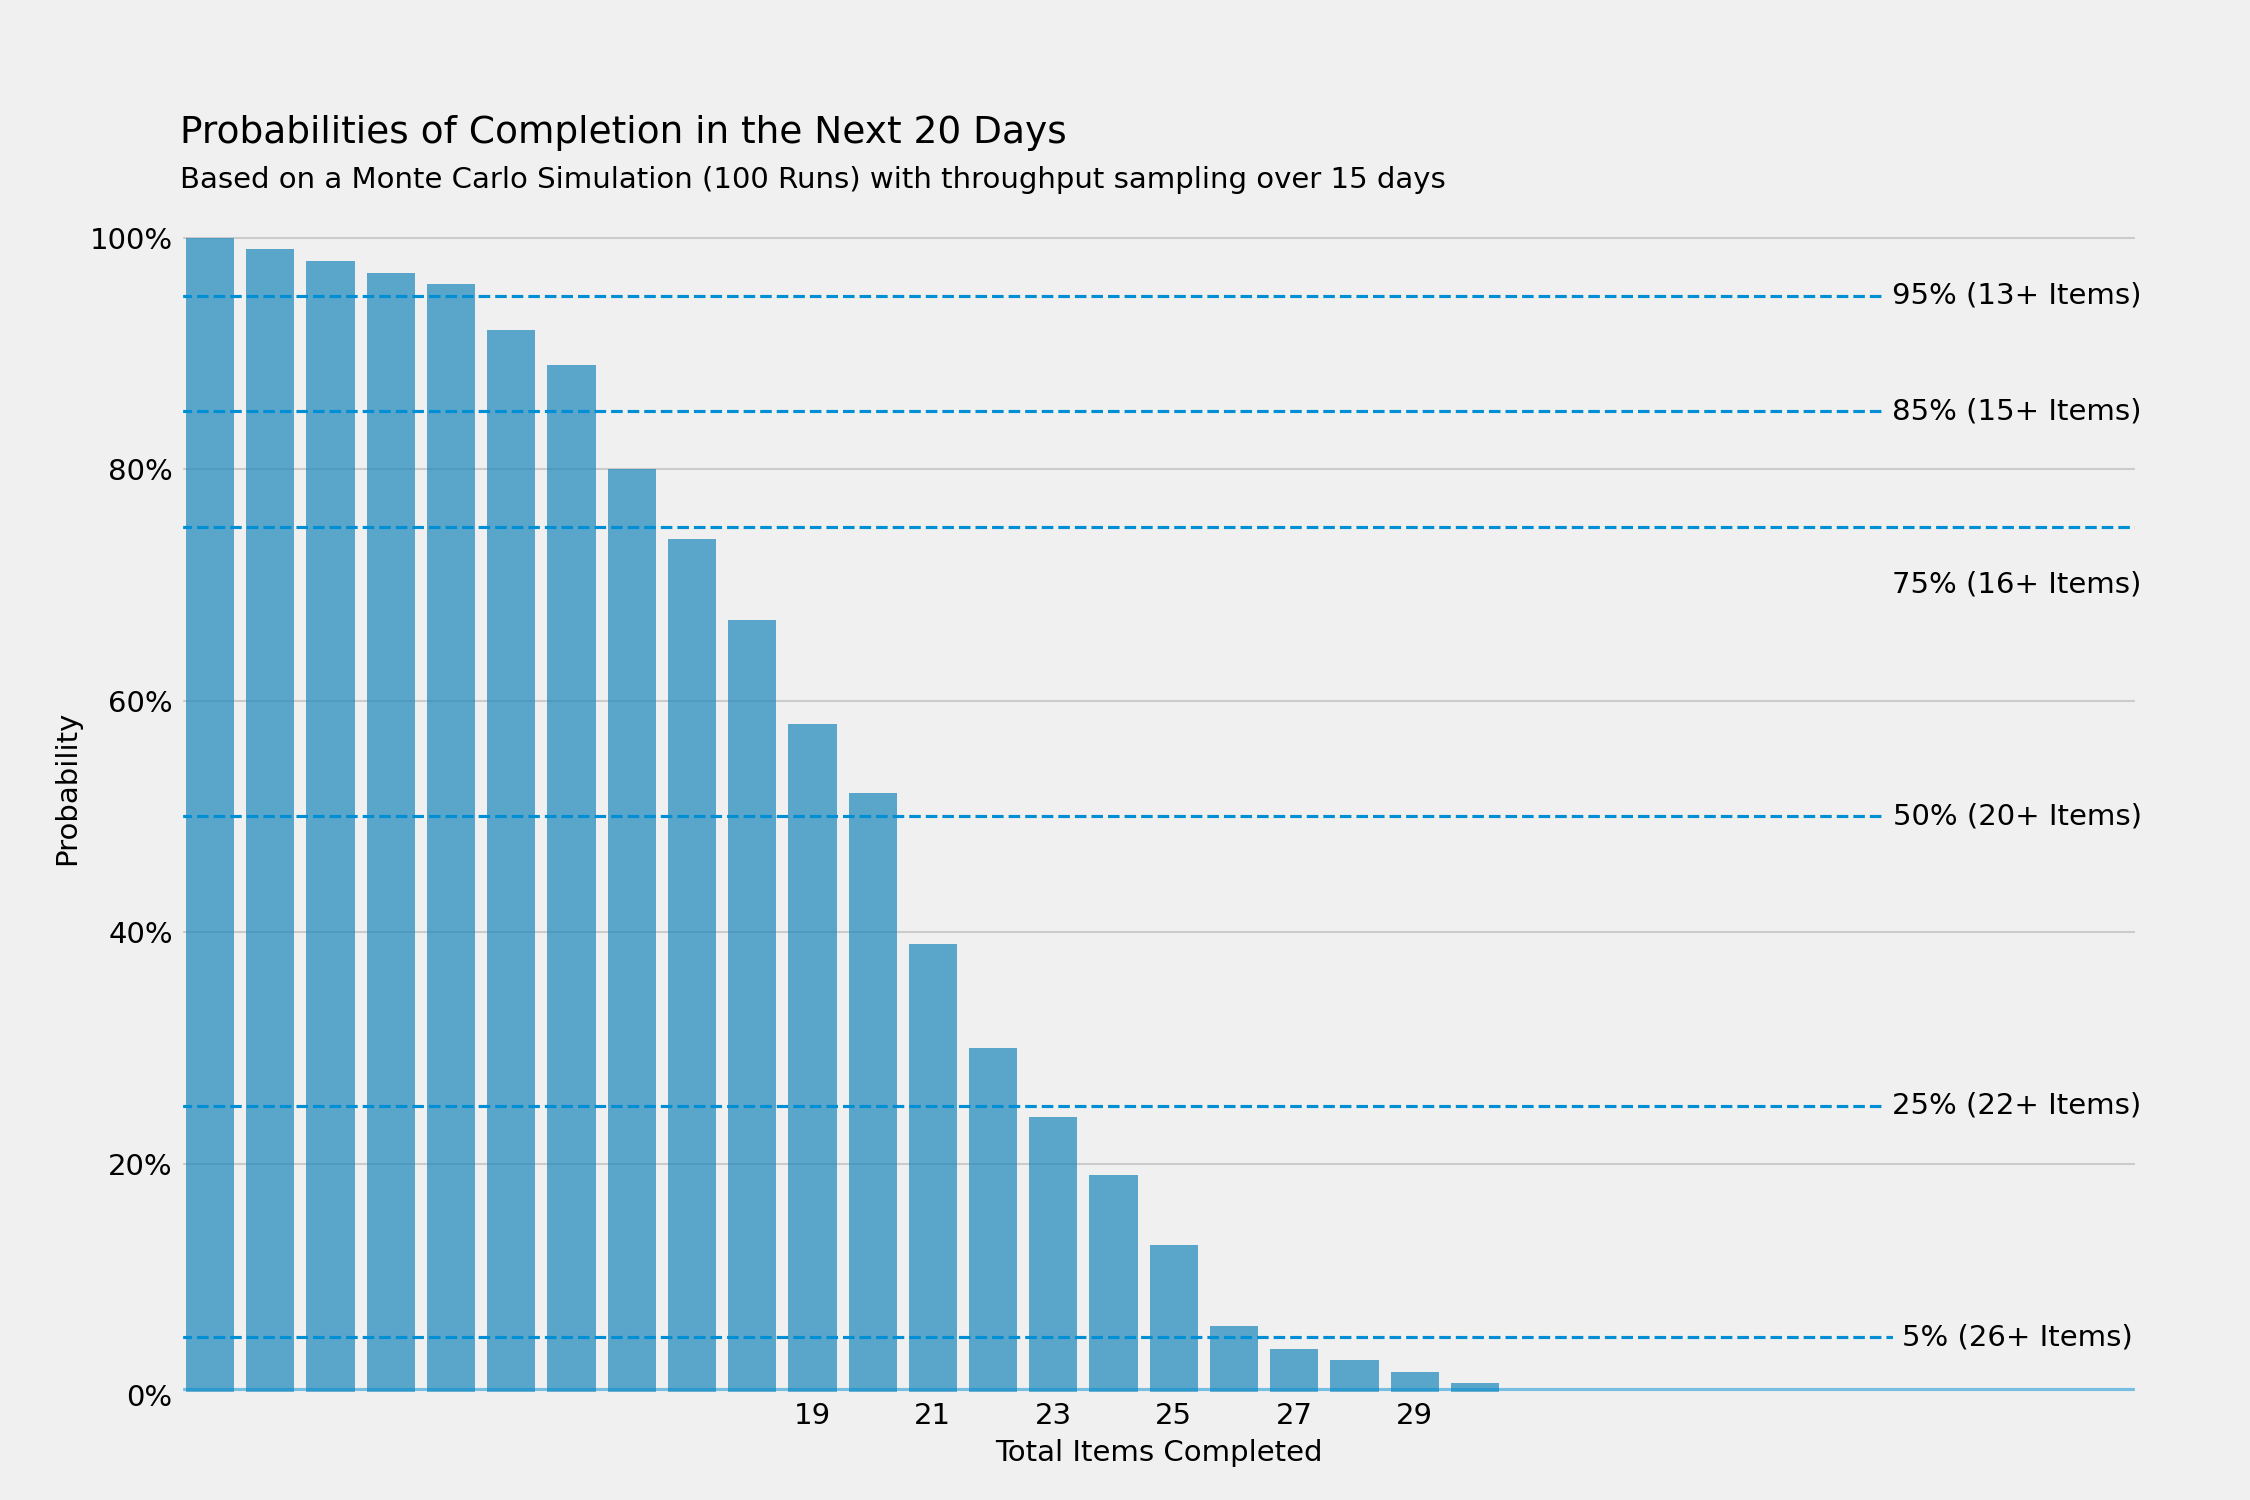 Probabilities of Completion in the Next 20 Days
Based on a Monte Carlo Simulation (100 Runs) with throughput sampling over 15 days
100%
95% (13+ Items)
85% (15+ Items)
80%
75% (16+ Items)
60%
Probability
50% (20+ Items)
40%
25% (22+ Items)
20%
5% (26+ Items)
0%
19 21 23 25 27 29
Total Items Completed